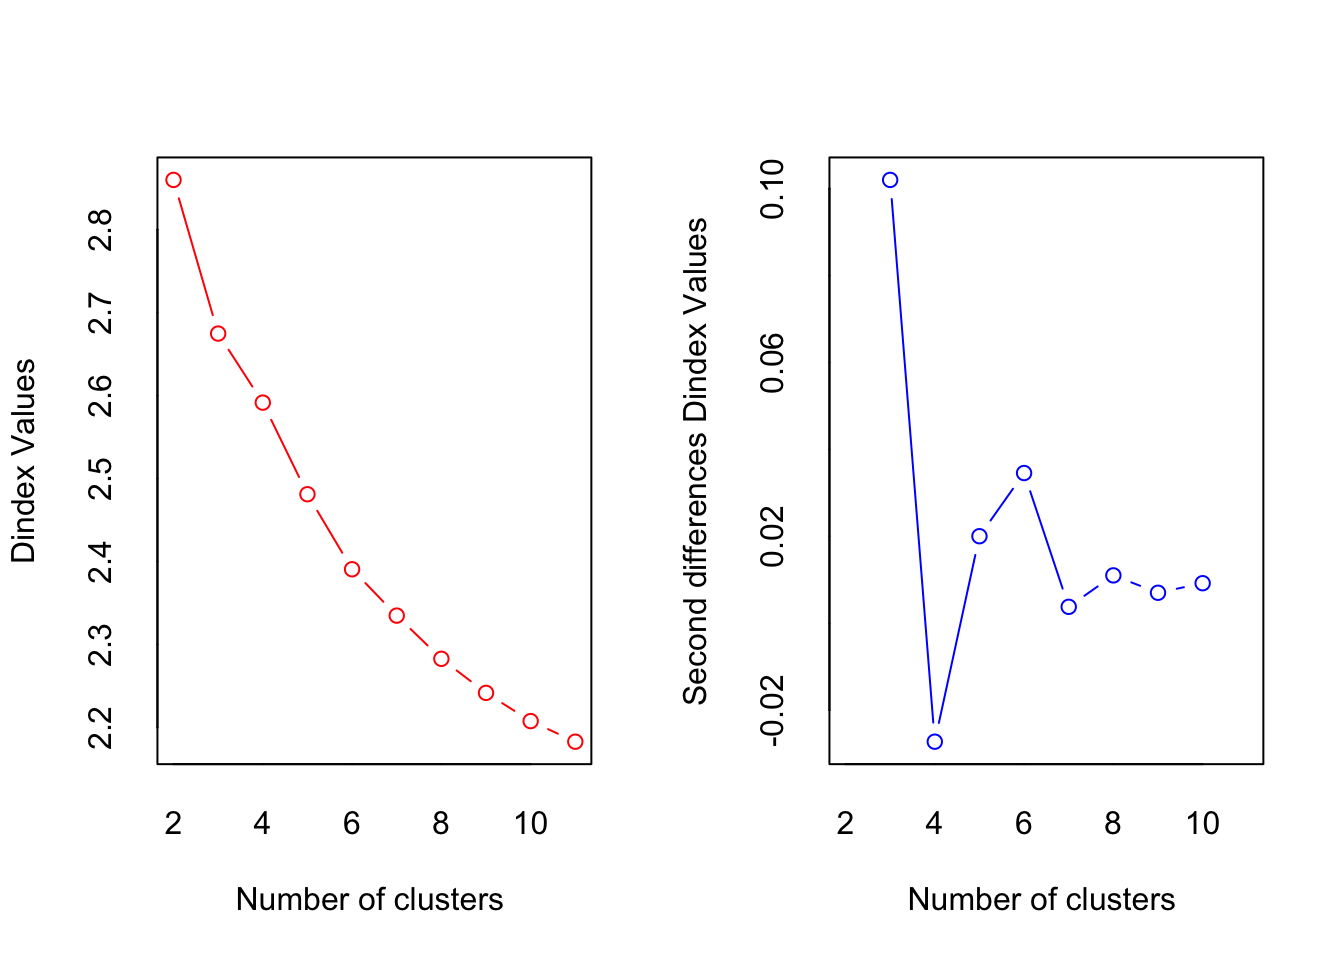 Dindex Values
2.8
2.7
2.6
2.5
2.4
2.3
2.2
2 4 6 8 10
Number of clusters
Second differences Dindex Values
0.10
0.06
0.02
-0.02
2 4 6 8 10
Number of clusters